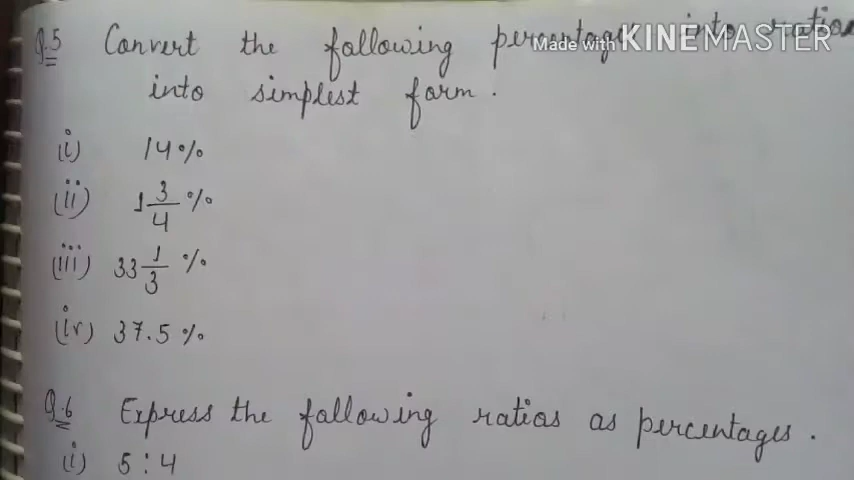 Q.5 Convert the following percentages into ration
into simplest form.
Made with KINEMASTER
(i) 14%
(ii) 1 3/4 %
(iii) 33 1/3 %
(iv) 37.5 %
Q.6 Express the following ratios as percentages.
(i) 5 : 4